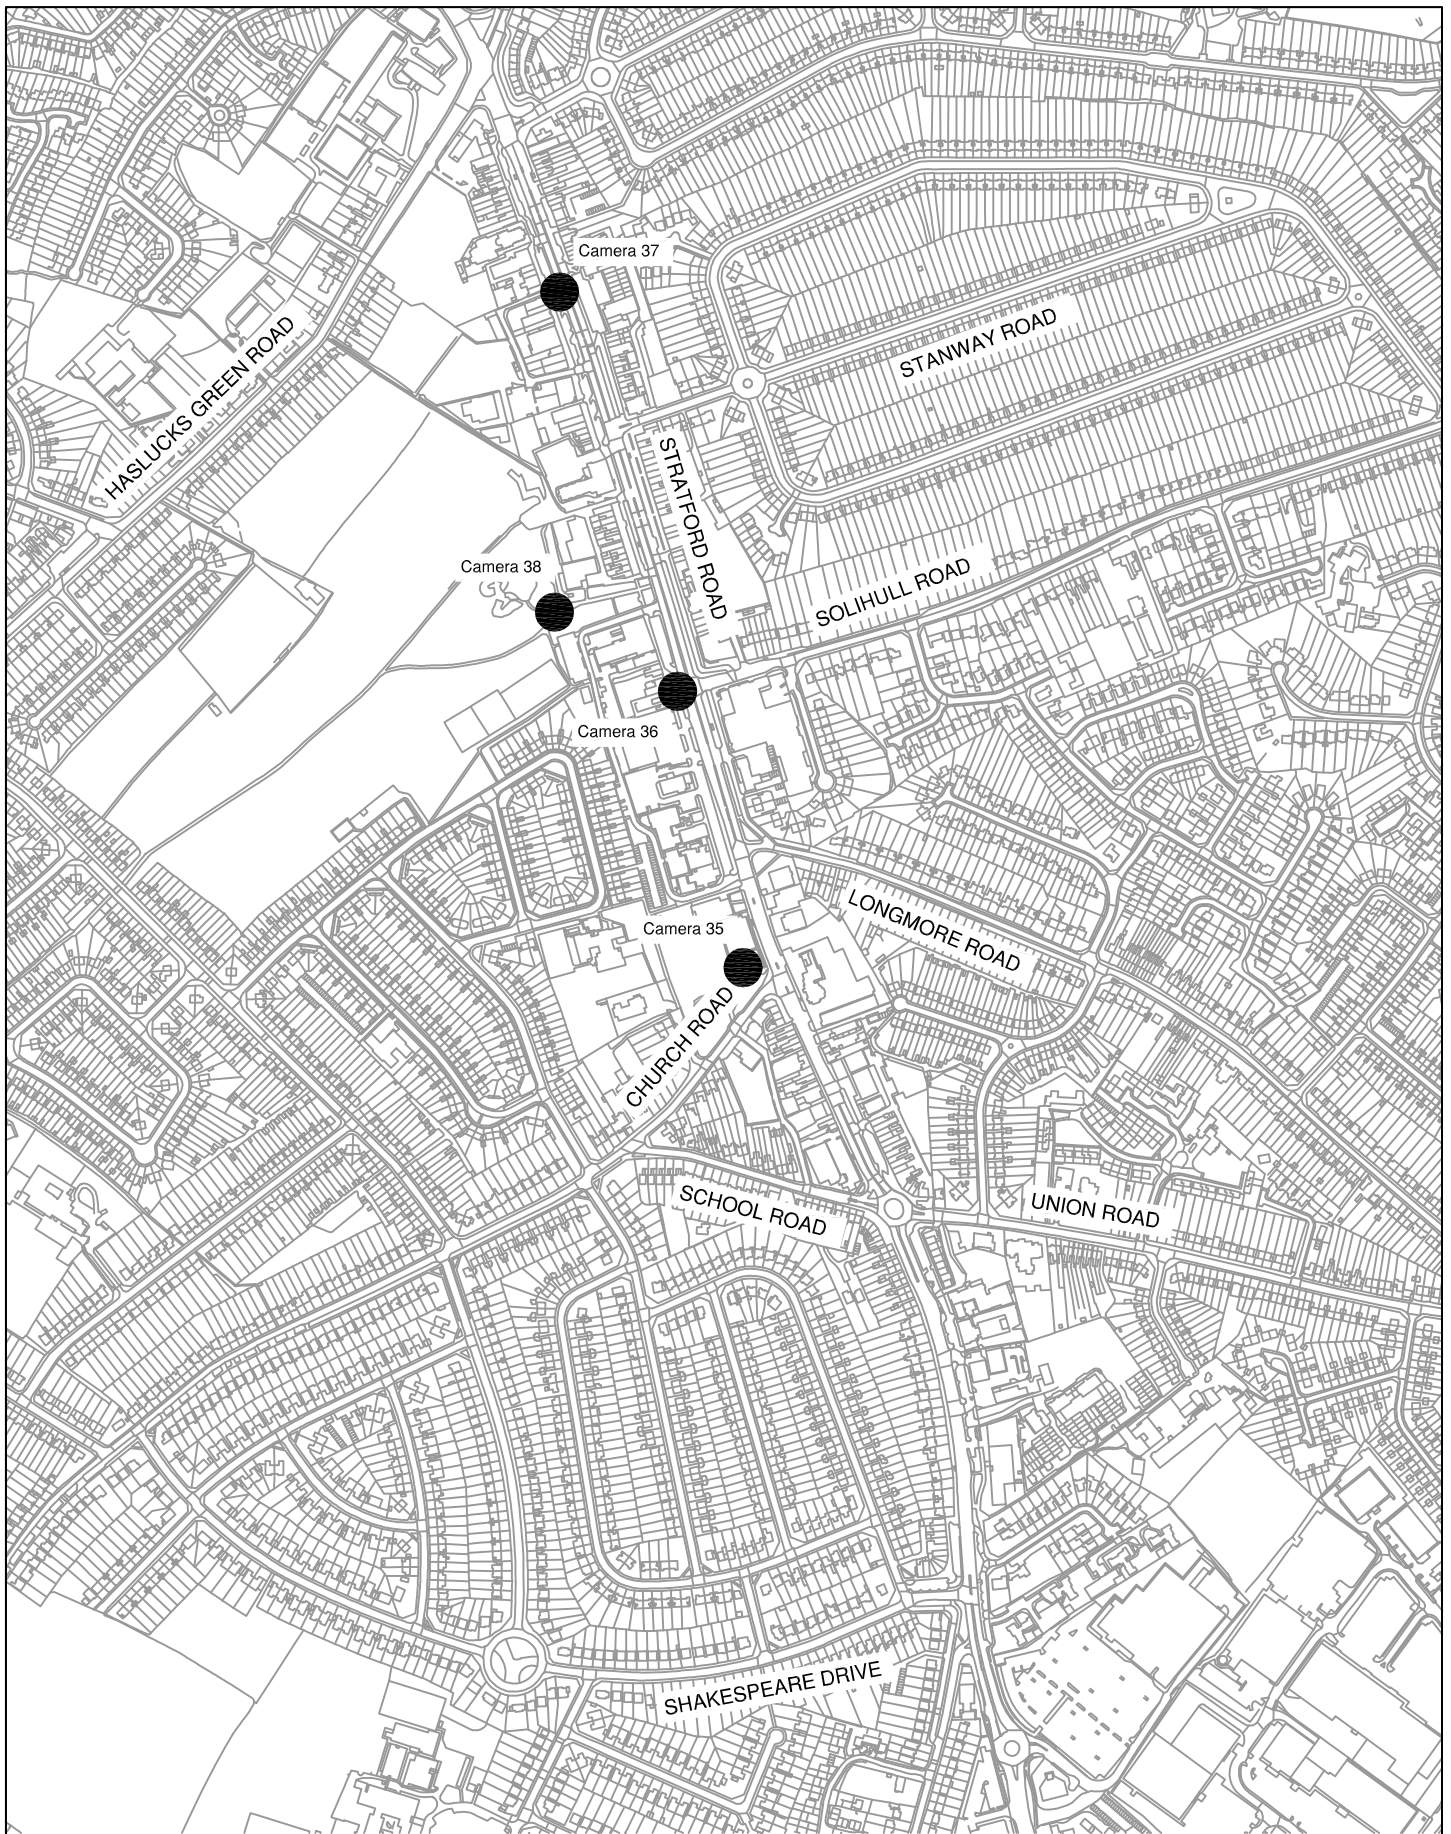 Camera 37
HASLUCKS GREEN ROAD
STANWAY ROAD
STRATFORD ROAD
Camera 38
SOLIHULL ROAD
Camera 36
LONGMORE ROAD
Camera 35
CHURCH ROAD
SCHOOL ROAD
UNION ROAD
SHAKESPEARE DRIVE